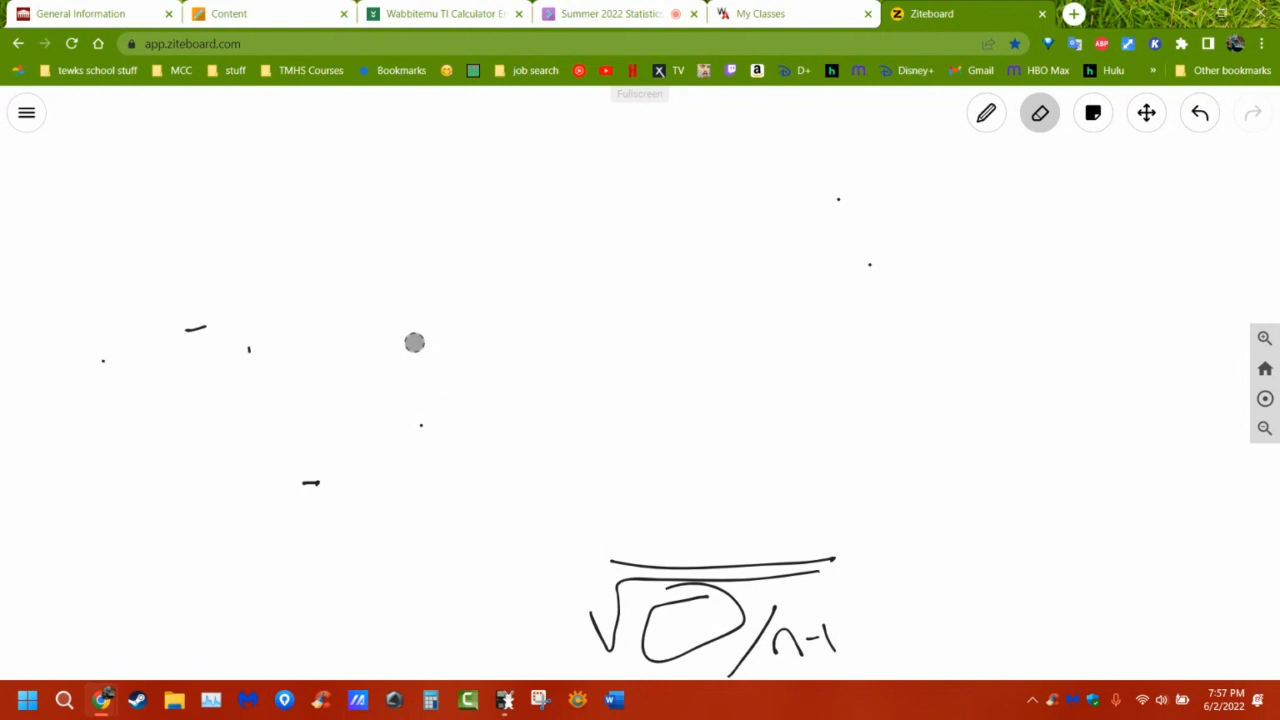 General Information
Content
Wabbitemu TI Calculator En
Summer 2022 Statistics
My Classes
Ziteboard
app.ziteboard.com
tewks school stuff
MCC
stuff
TMHS Courses
Bookmarks
job search
TV
D+
Disney+
Gmail
HBO Max
Hulu
»
Other bookmarks
Fullscreen
√ /n-1
7:57 PM
6/2/2022